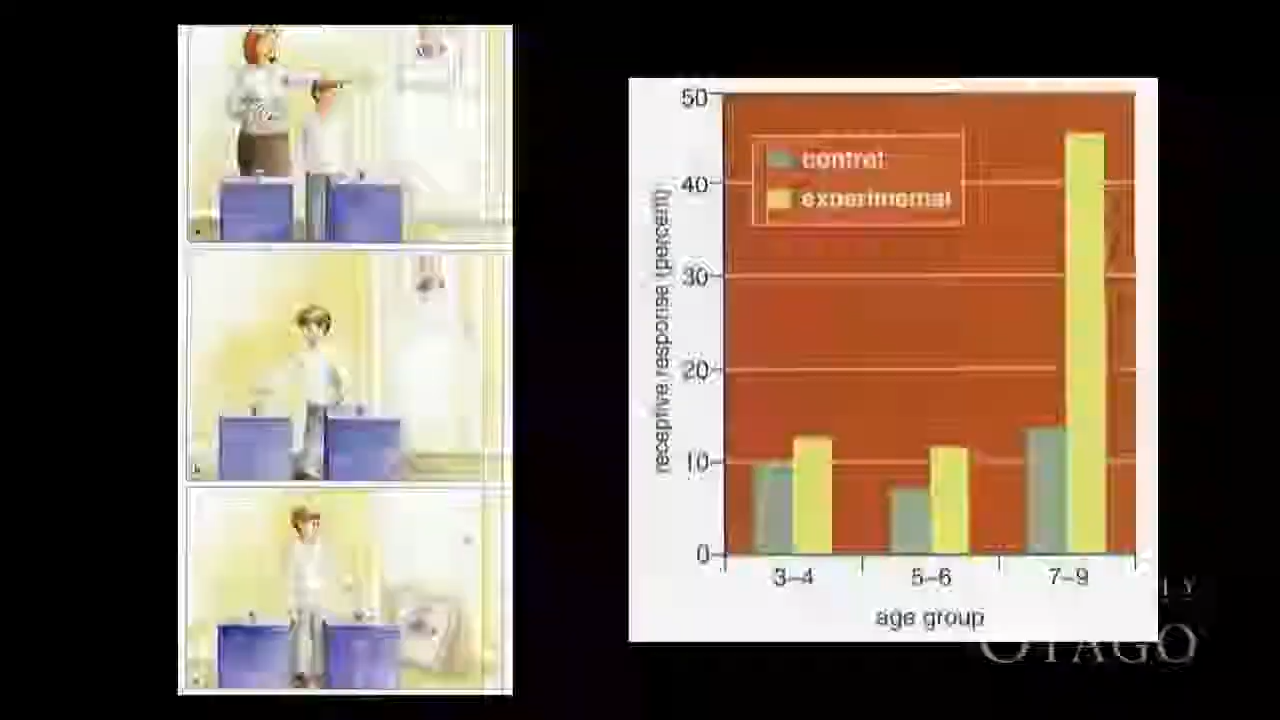 a
b
50
40
30
20
10
0
control
experimental
receptive response (percent)
3–4
5–6
7–9
age group
OTAGO